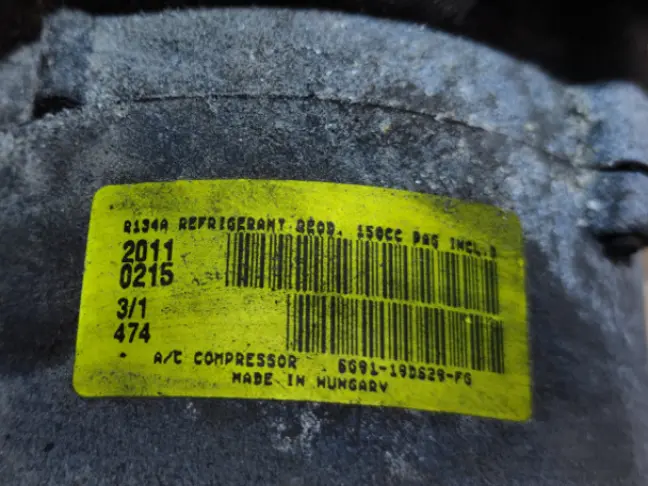 R134A REFRIGERANT REQD. 150CC PAG INCL.D
2011
0215
3/1
474
A/C COMPRESSOR 6G91-19D629-FG
MADE IN HUNGARY